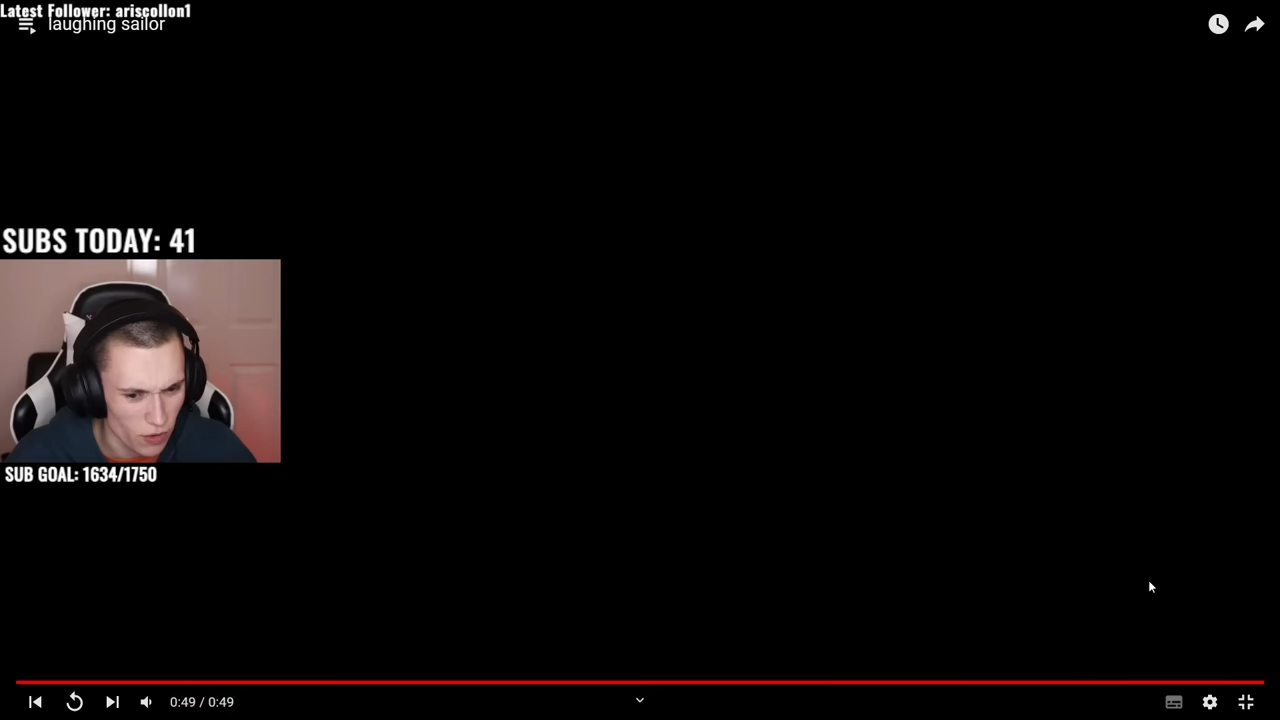 Latest Follower: ariscollon1
laughing sailor
SUBS TODAY: 41
SUB GOAL: 1634/1750
0:49 / 0:49